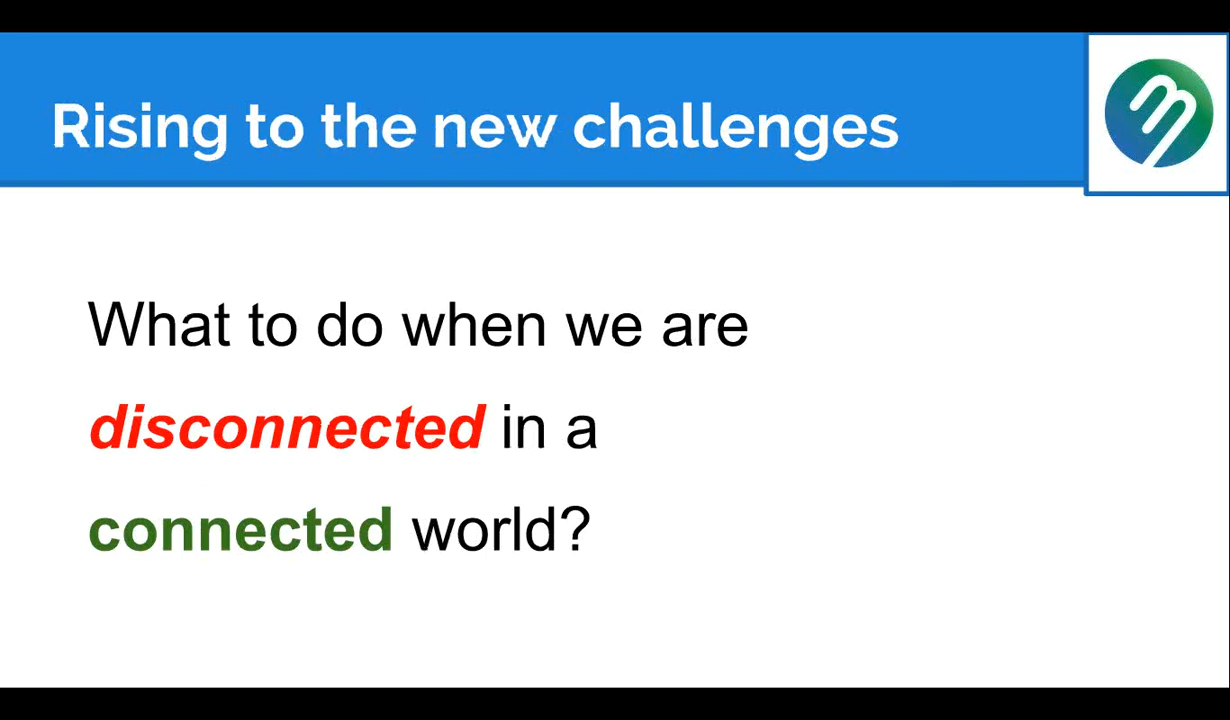 Rising to the new challenges
What to do when we are
disconnected in a
connected world?